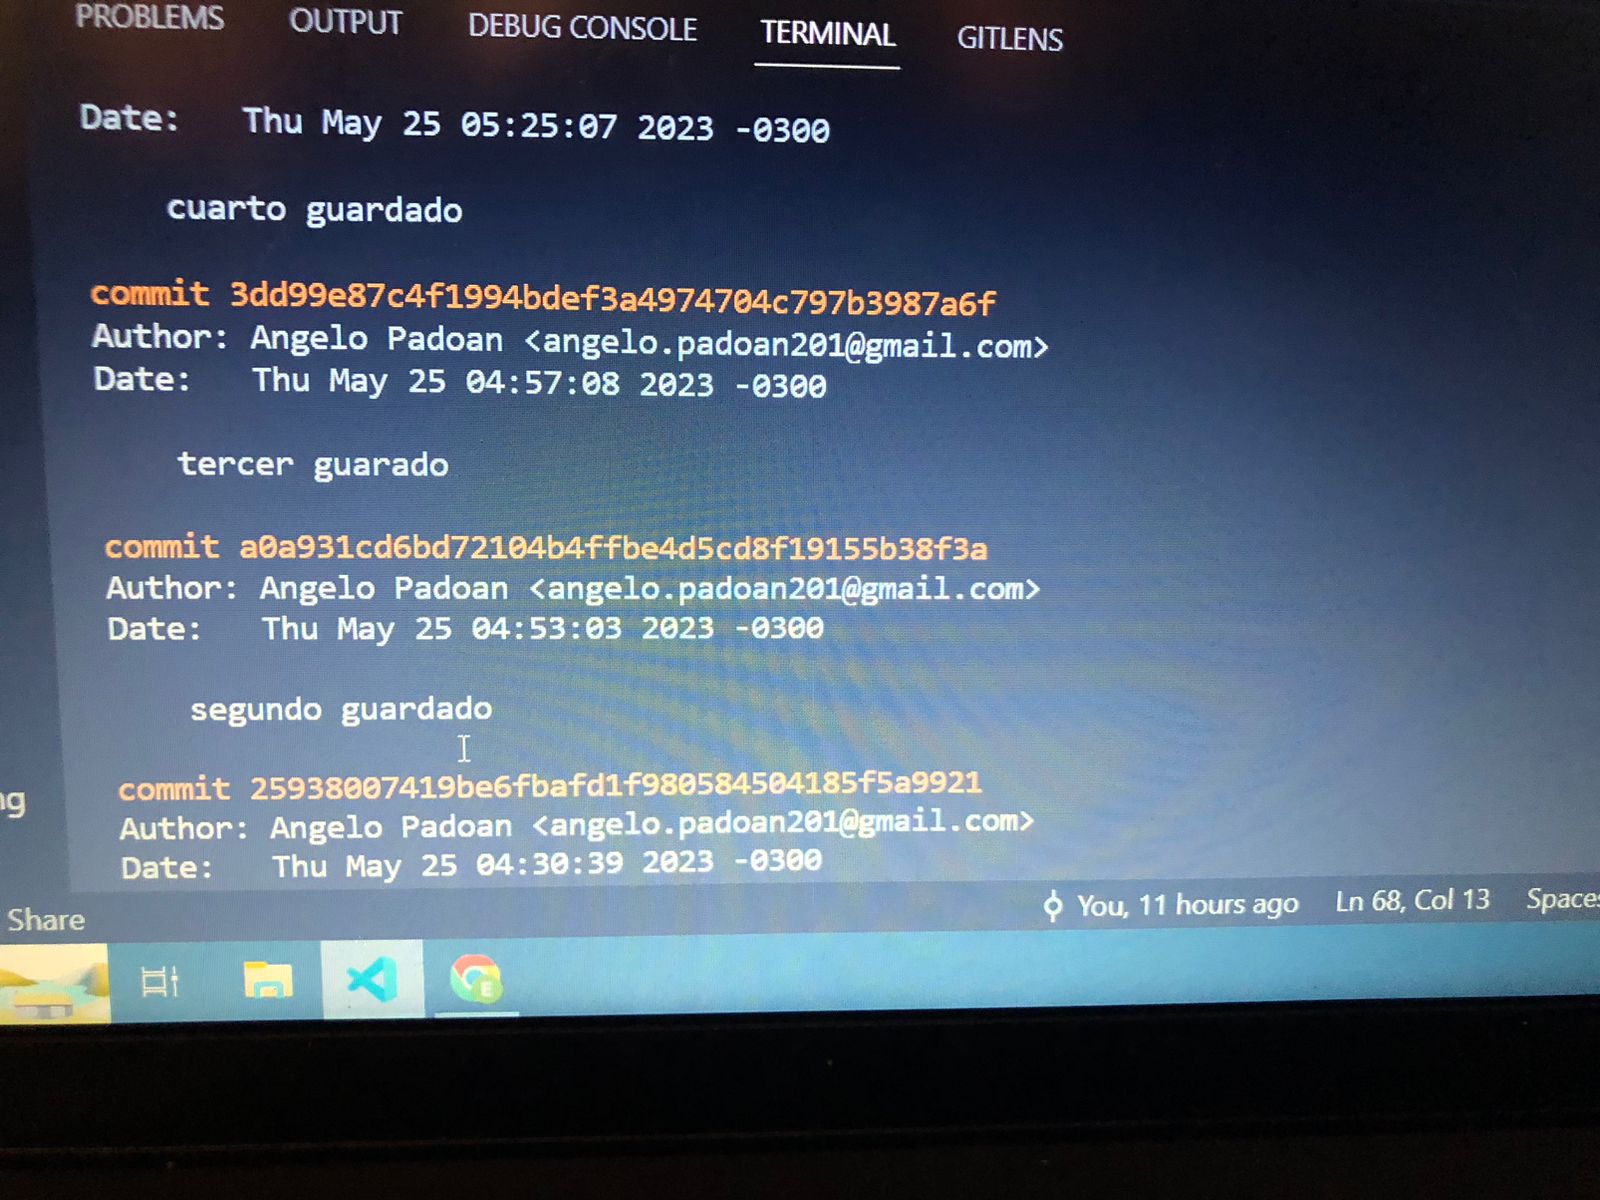 PROBLEMS OUTPUT DEBUG CONSOLE TERMINAL GITLENS
Date:   Thu May 25 05:25:07 2023 -0300
cuarto guardado
commit 3dd99e87c4f1994bdef3a4974704c797b3987a6f
Author: Angelo Padoan <angelo.padoan201@gmail.com>
Date:   Thu May 25 04:57:08 2023 -0300
tercer guarado
commit a0a931cd6bd72104b4ffbe4d5cd8f19155b38f3a
Author: Angelo Padoan <angelo.padoan201@gmail.com>
Date:   Thu May 25 04:53:03 2023 -0300
segundo guardado
commit 25938007419be6fbafd1f980584504185f5a9921
Author: Angelo Padoan <angelo.padoan201@gmail.com>
Date:   Thu May 25 04:30:39 2023 -0300
Share You, 11 hours ago Ln 68, Col 13 Spaces
E